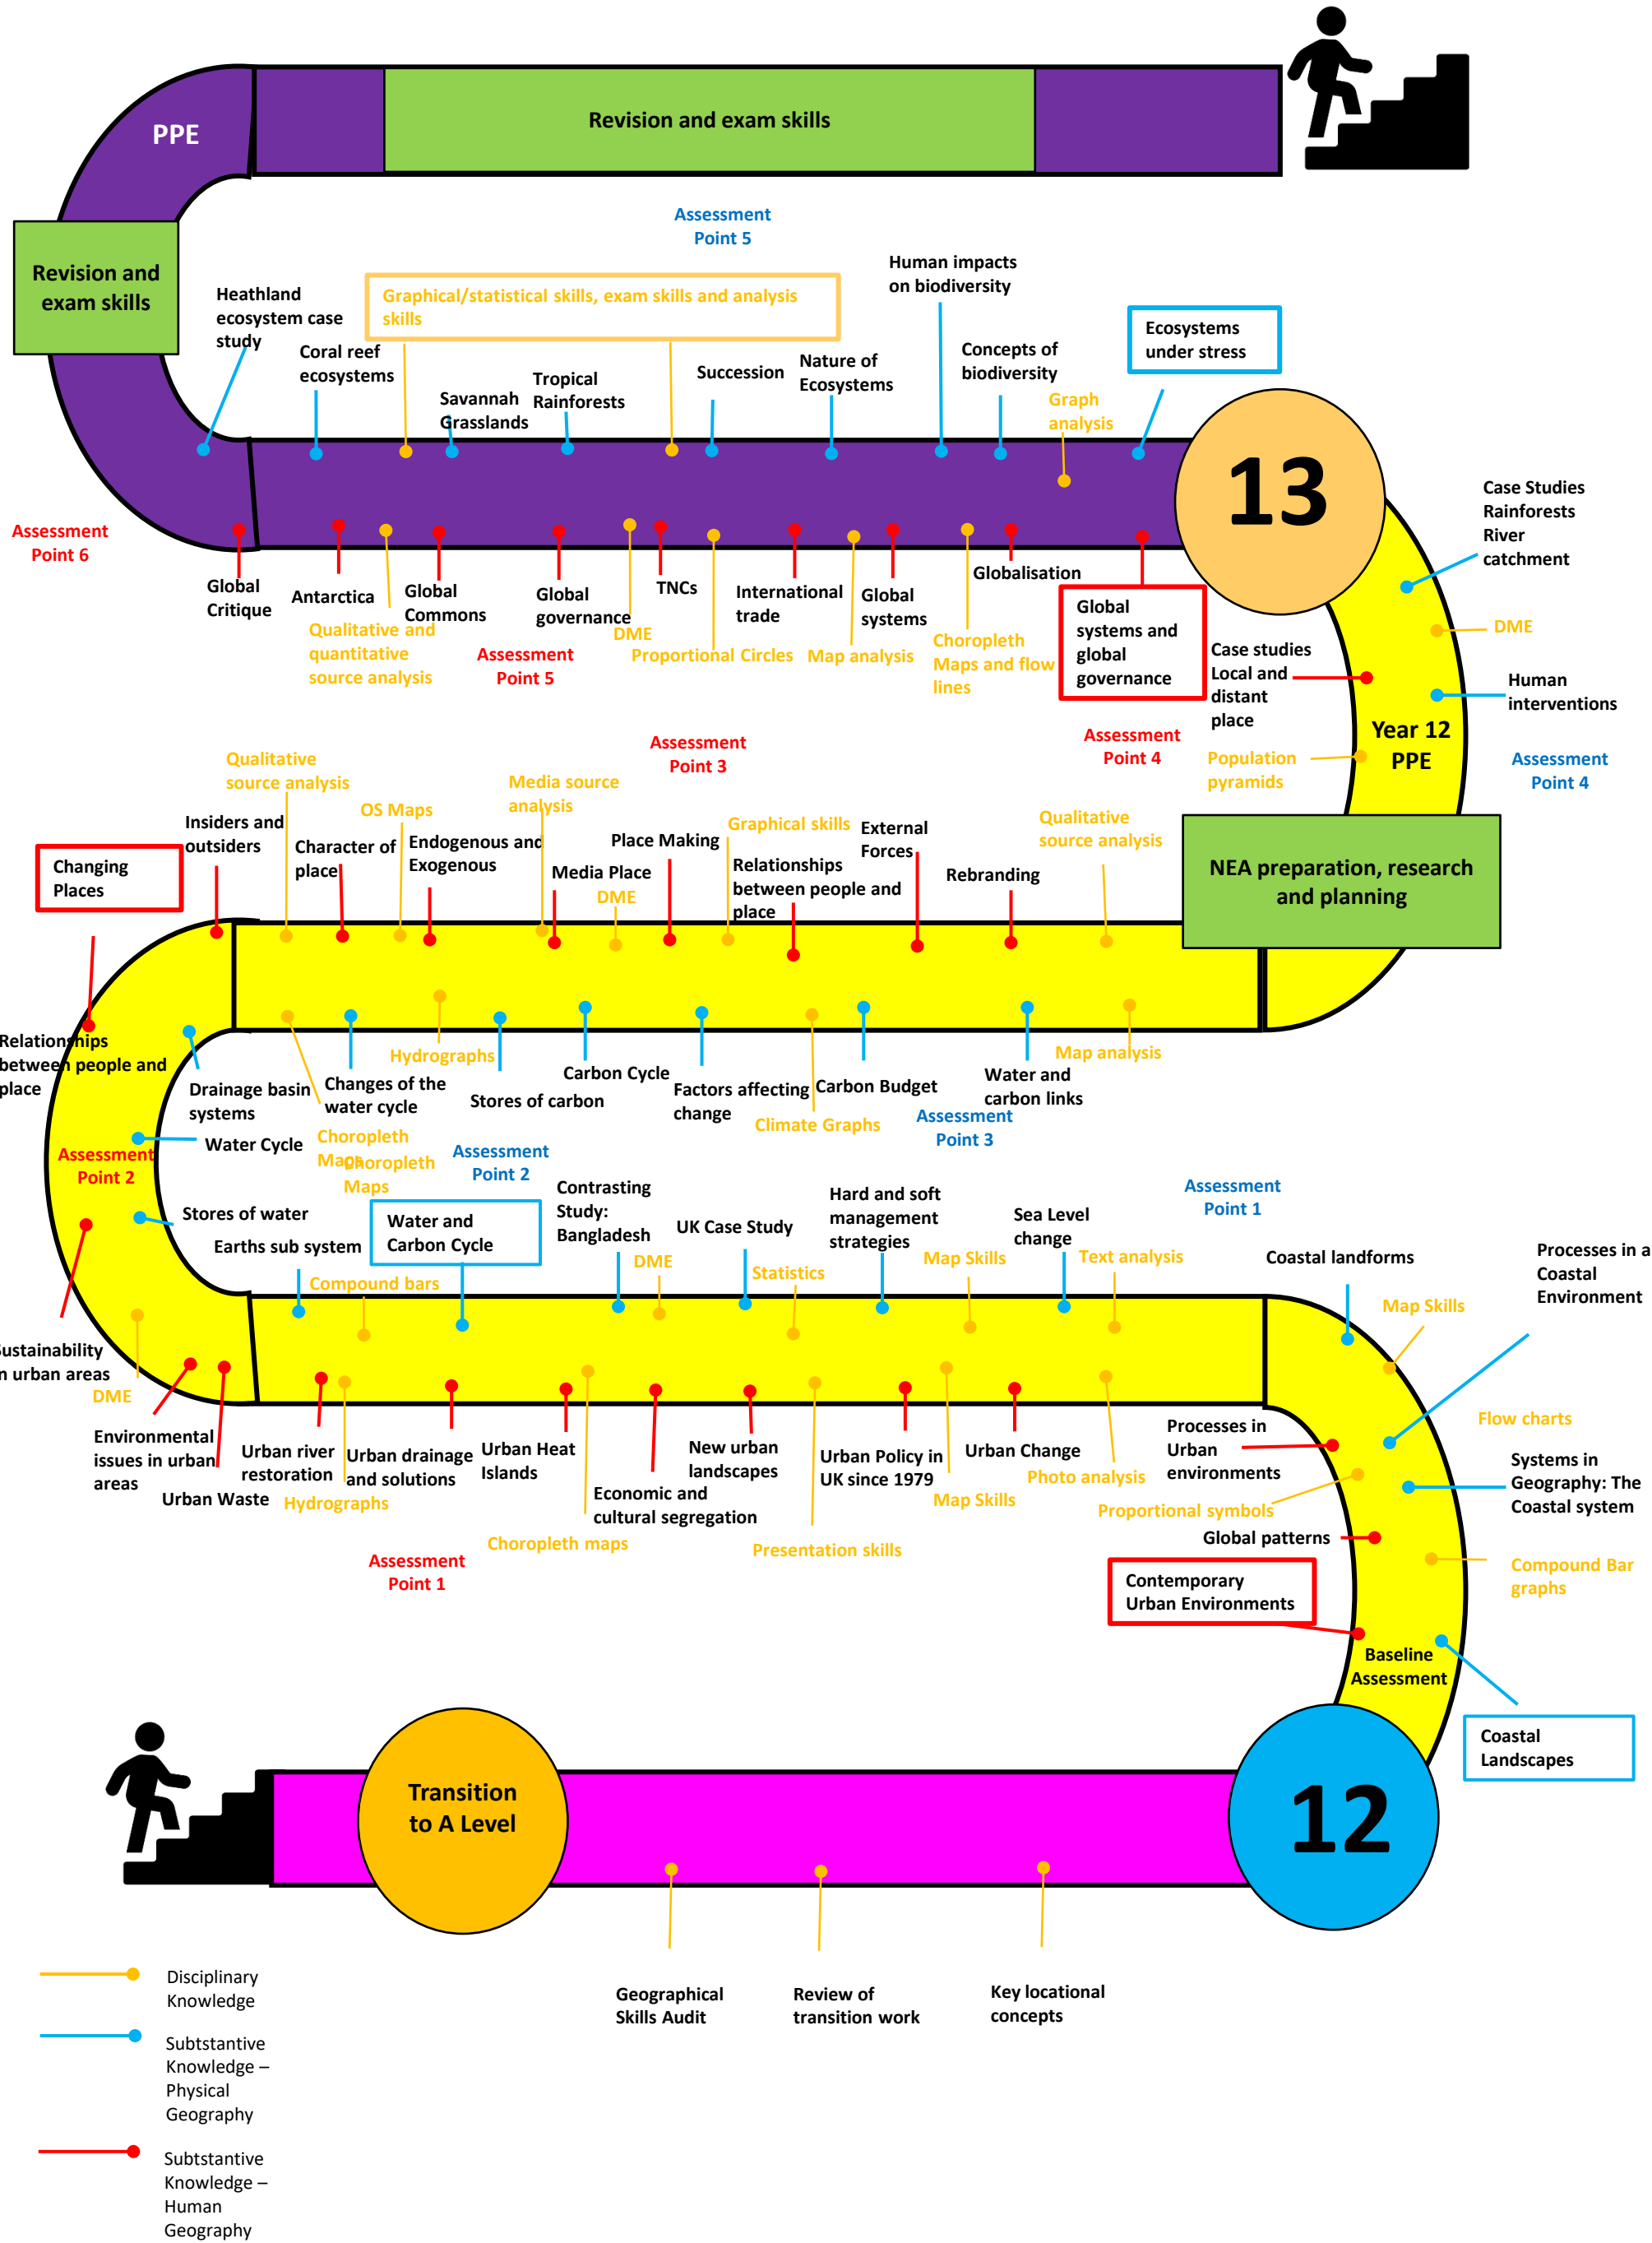 PPE
Revision and exam skills
Assessment
Point 5
Revision and
exam skills
Heathland
ecosystem case
study
Graphical/statistical skills, exam skills and analysis
skills
Human impacts
on biodiversity
Ecosystems
under stress
Coral reef
ecosystems
Savannah
Grasslands
Tropical
Rainforests
Succession
Nature of
Ecosystems
Concepts of
biodiversity
Graph
analysis
13
Case Studies
Rainforests
River
catchment
Assessment
Point 6
Global
Critique
Antarctica
Global
Commons
Global
governance
TNCs
International
trade
Global
systems
Globalisation
Global
systems and
global
governance
Qualitative and
quantitative
source analysis
Assessment
Point 5
DME
Proportional Circles
Map analysis
Choropleth
Maps and flow
lines
Case studies
Local and
distant
place
DME
Human
interventions
Year 12
PPE
Assessment
Point 4
Population
pyramids
Assessment
Point 4
Assessment
Point 3
Qualitative
source analysis
OS Maps
Media source
analysis
Graphical skills
Qualitative
source analysis
Changing
Places
Insiders and
outsiders
Character of
place
Endogenous and
Exogenous
Media Place
DME
Place Making
Relationships
between people and
place
External
Forces
Rebranding
NEA preparation, research
and planning
Relationships
between people and
place
Drainage basin
systems
Changes of the
water cycle
Hydrographs
Stores of carbon
Carbon Cycle
Factors affecting
change
Climate Graphs
Carbon Budget
Water and
carbon links
Map analysis
Assessment
Point 3
Water Cycle
Choropleth
Maps
Choropleth
Maps
Assessment
Point 2
Assessment
Point 2
Stores of water
Earths sub system
Water and
Carbon Cycle
Compound bars
Contrasting
Study:
Bangladesh
DME
UK Case Study
Statistics
Hard and soft
management
strategies
Map Skills
Sea Level
change
Text analysis
Assessment
Point 1
Coastal landforms
Processes in a
Coastal
Environment
Map Skills
Sustainability
in urban areas
DME
Environmental
issues in urban
areas
Urban Waste
Urban river
restoration
Hydrographs
Urban drainage
and solutions
Urban Heat
Islands
Choropleth maps
Economic and
cultural segregation
New urban
landscapes
Presentation skills
Urban Policy in
UK since 1979
Map Skills
Urban Change
Photo analysis
Processes in
Urban
environments
Proportional symbols
Flow charts
Systems in
Geography: The
Coastal system
Global patterns
Compound Bar
graphs
Assessment
Point 1
Contemporary
Urban Environments
Baseline
Assessment
Coastal
Landscapes
Transition
to A Level
12
Geographical
Skills Audit
Review of
transition work
Key locational
concepts
Disciplinary
Knowledge
Subtstantive
Knowledge –
Physical
Geography
Subtstantive
Knowledge –
Human
Geography